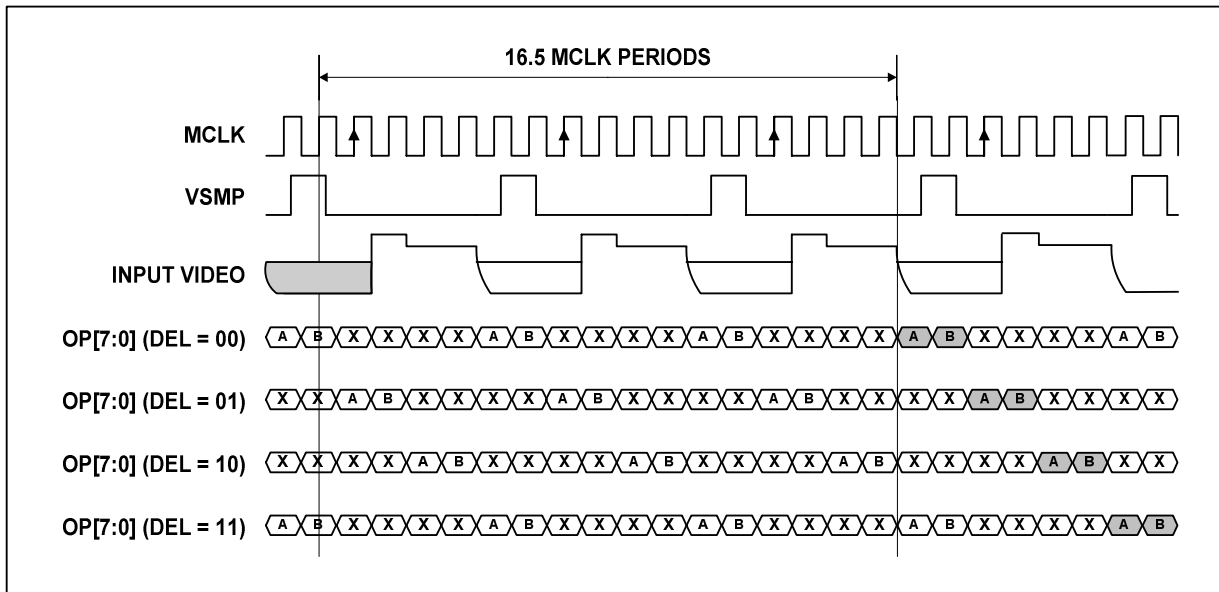 16.5 MCLK PERIODS
MCLK
VSMP
INPUT VIDEO
OP[7:0] (DEL = 00) A B X X X X A B X X X X A B X X X X A B X X X X A B
OP[7:0] (DEL = 01) X X A B X X X X A B X X X X A B X X X X A B X X X X
OP[7:0] (DEL = 10) X X X X A B X X X X A B X X X X A B X X X X A B X X
OP[7:0] (DEL = 11) A B X X X X A B X X X X A B X X X X A B X X X X A B